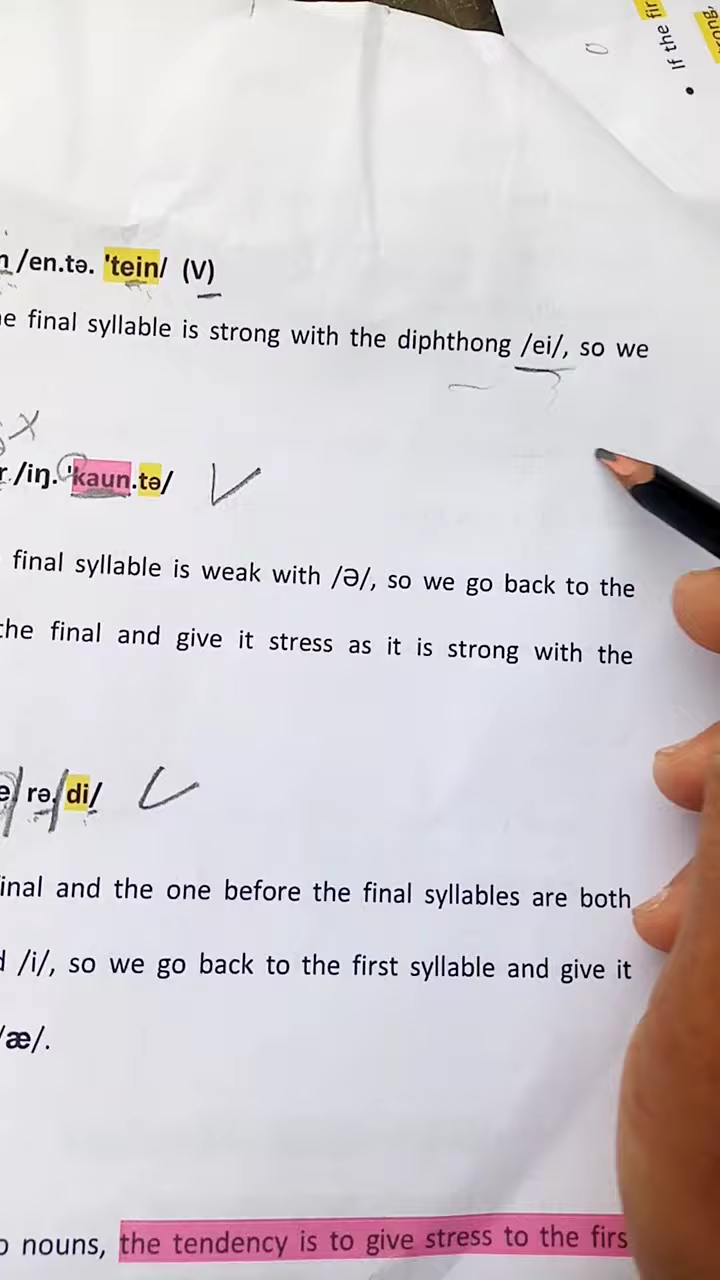 • If the fir
/en.tə. 'tein/ (V)
final syllable is strong with the diphthong /ei/, so we
x
/iŋ.'kaun.tə/
final syllable is weak with /ə/, so we go back to the
the final and give it stress as it is strong with the
rə. di/
and the one before the final syllables are both
/i/, so we go back to the first syllable and give it
/æ/.
nouns, the tendency is to give stress to the firs